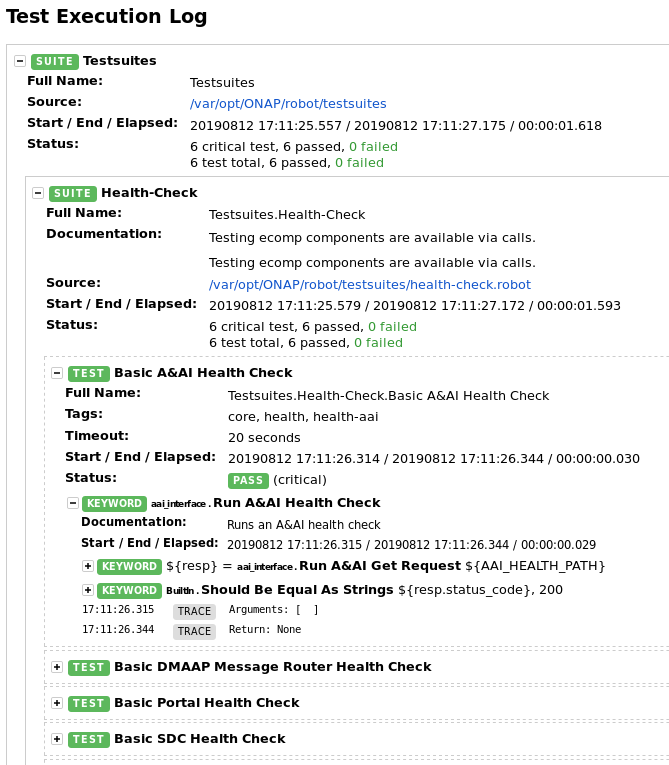 Test Execution Log
SUITE Testsuites
Full Name: Testsuites
Source: /var/opt/ONAP/robot/testsuites
Start / End / Elapsed: 20190812 17:11:25.557 / 20190812 17:11:27.175 / 00:00:01.618
Status: 6 critical test, 6 passed, 0 failed
6 test total, 6 passed, 0 failed
SUITE Health-Check
Full Name: Testsuites.Health-Check
Documentation: Testing ecomp components are available via calls.
Testing ecomp components are available via calls.
Source: /var/opt/ONAP/robot/testsuites/health-check.robot
Start / End / Elapsed: 20190812 17:11:25.579 / 20190812 17:11:27.172 / 00:00:01.593
Status: 6 critical test, 6 passed, 0 failed
6 test total, 6 passed, 0 failed
TEST Basic A&AI Health Check
Full Name: Testsuites.Health-Check.Basic A&AI Health Check
Tags: core, health, health-aai
Timeout: 20 seconds
Start / End / Elapsed: 20190812 17:11:26.314 / 20190812 17:11:26.344 / 00:00:00.030
Status: PASS (critical)
KEYWORD aai_interface . Run A&AI Health Check
Documentation: Runs an A&AI health check
Start / End / Elapsed: 20190812 17:11:26.315 / 20190812 17:11:26.344 / 00:00:00.029
KEYWORD ${resp} = aai_interface . Run A&AI Get Request ${AAI_HEALTH_PATH}
KEYWORD BuiltIn . Should Be Equal As Strings ${resp.status_code}, 200
17:11:26.315 TRACE Arguments: [ ]
17:11:26.344 TRACE Return: None
TEST Basic DMAAP Message Router Health Check
TEST Basic Portal Health Check
TEST Basic SDC Health Check